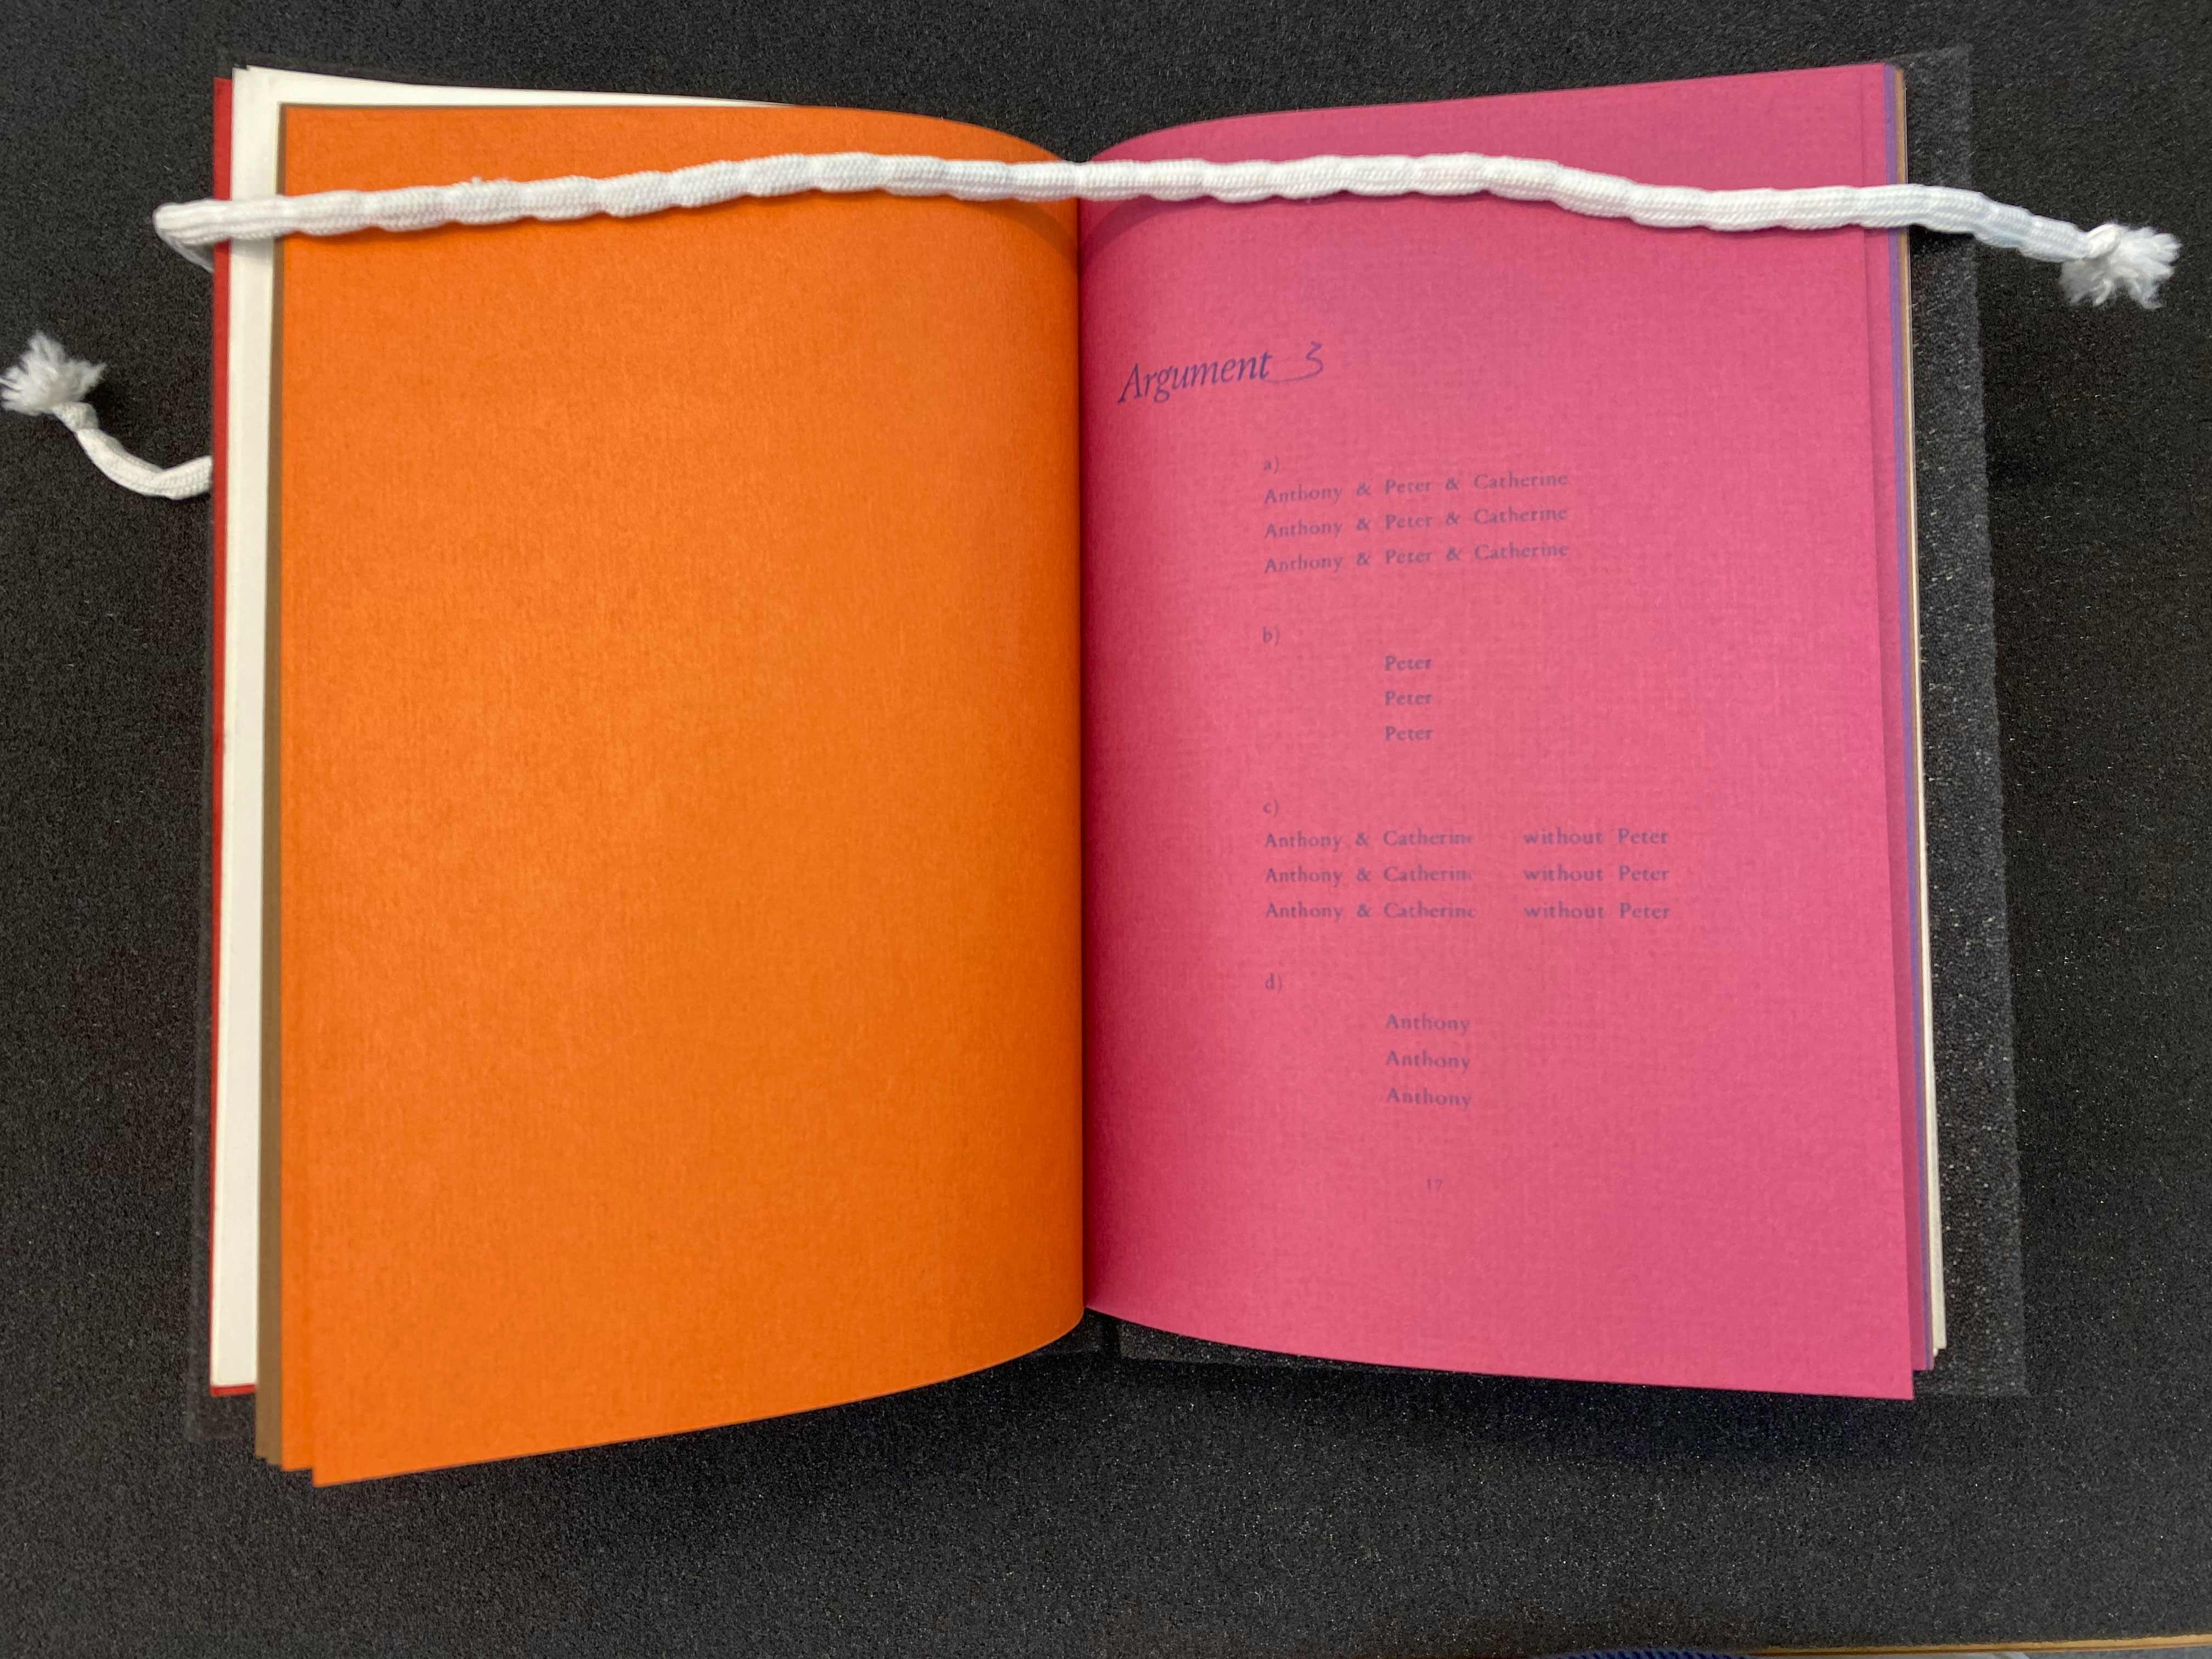 Argument 3
a)
Anthony & Peter & Catherine
Anthony & Peter & Catherine
Anthony & Peter & Catherine
b)
Peter
Peter
Peter
c)
Anthony & Catherine without Peter
Anthony & Catherine without Peter
Anthony & Catherine without Peter
d)
Anthony
Anthony
Anthony
17